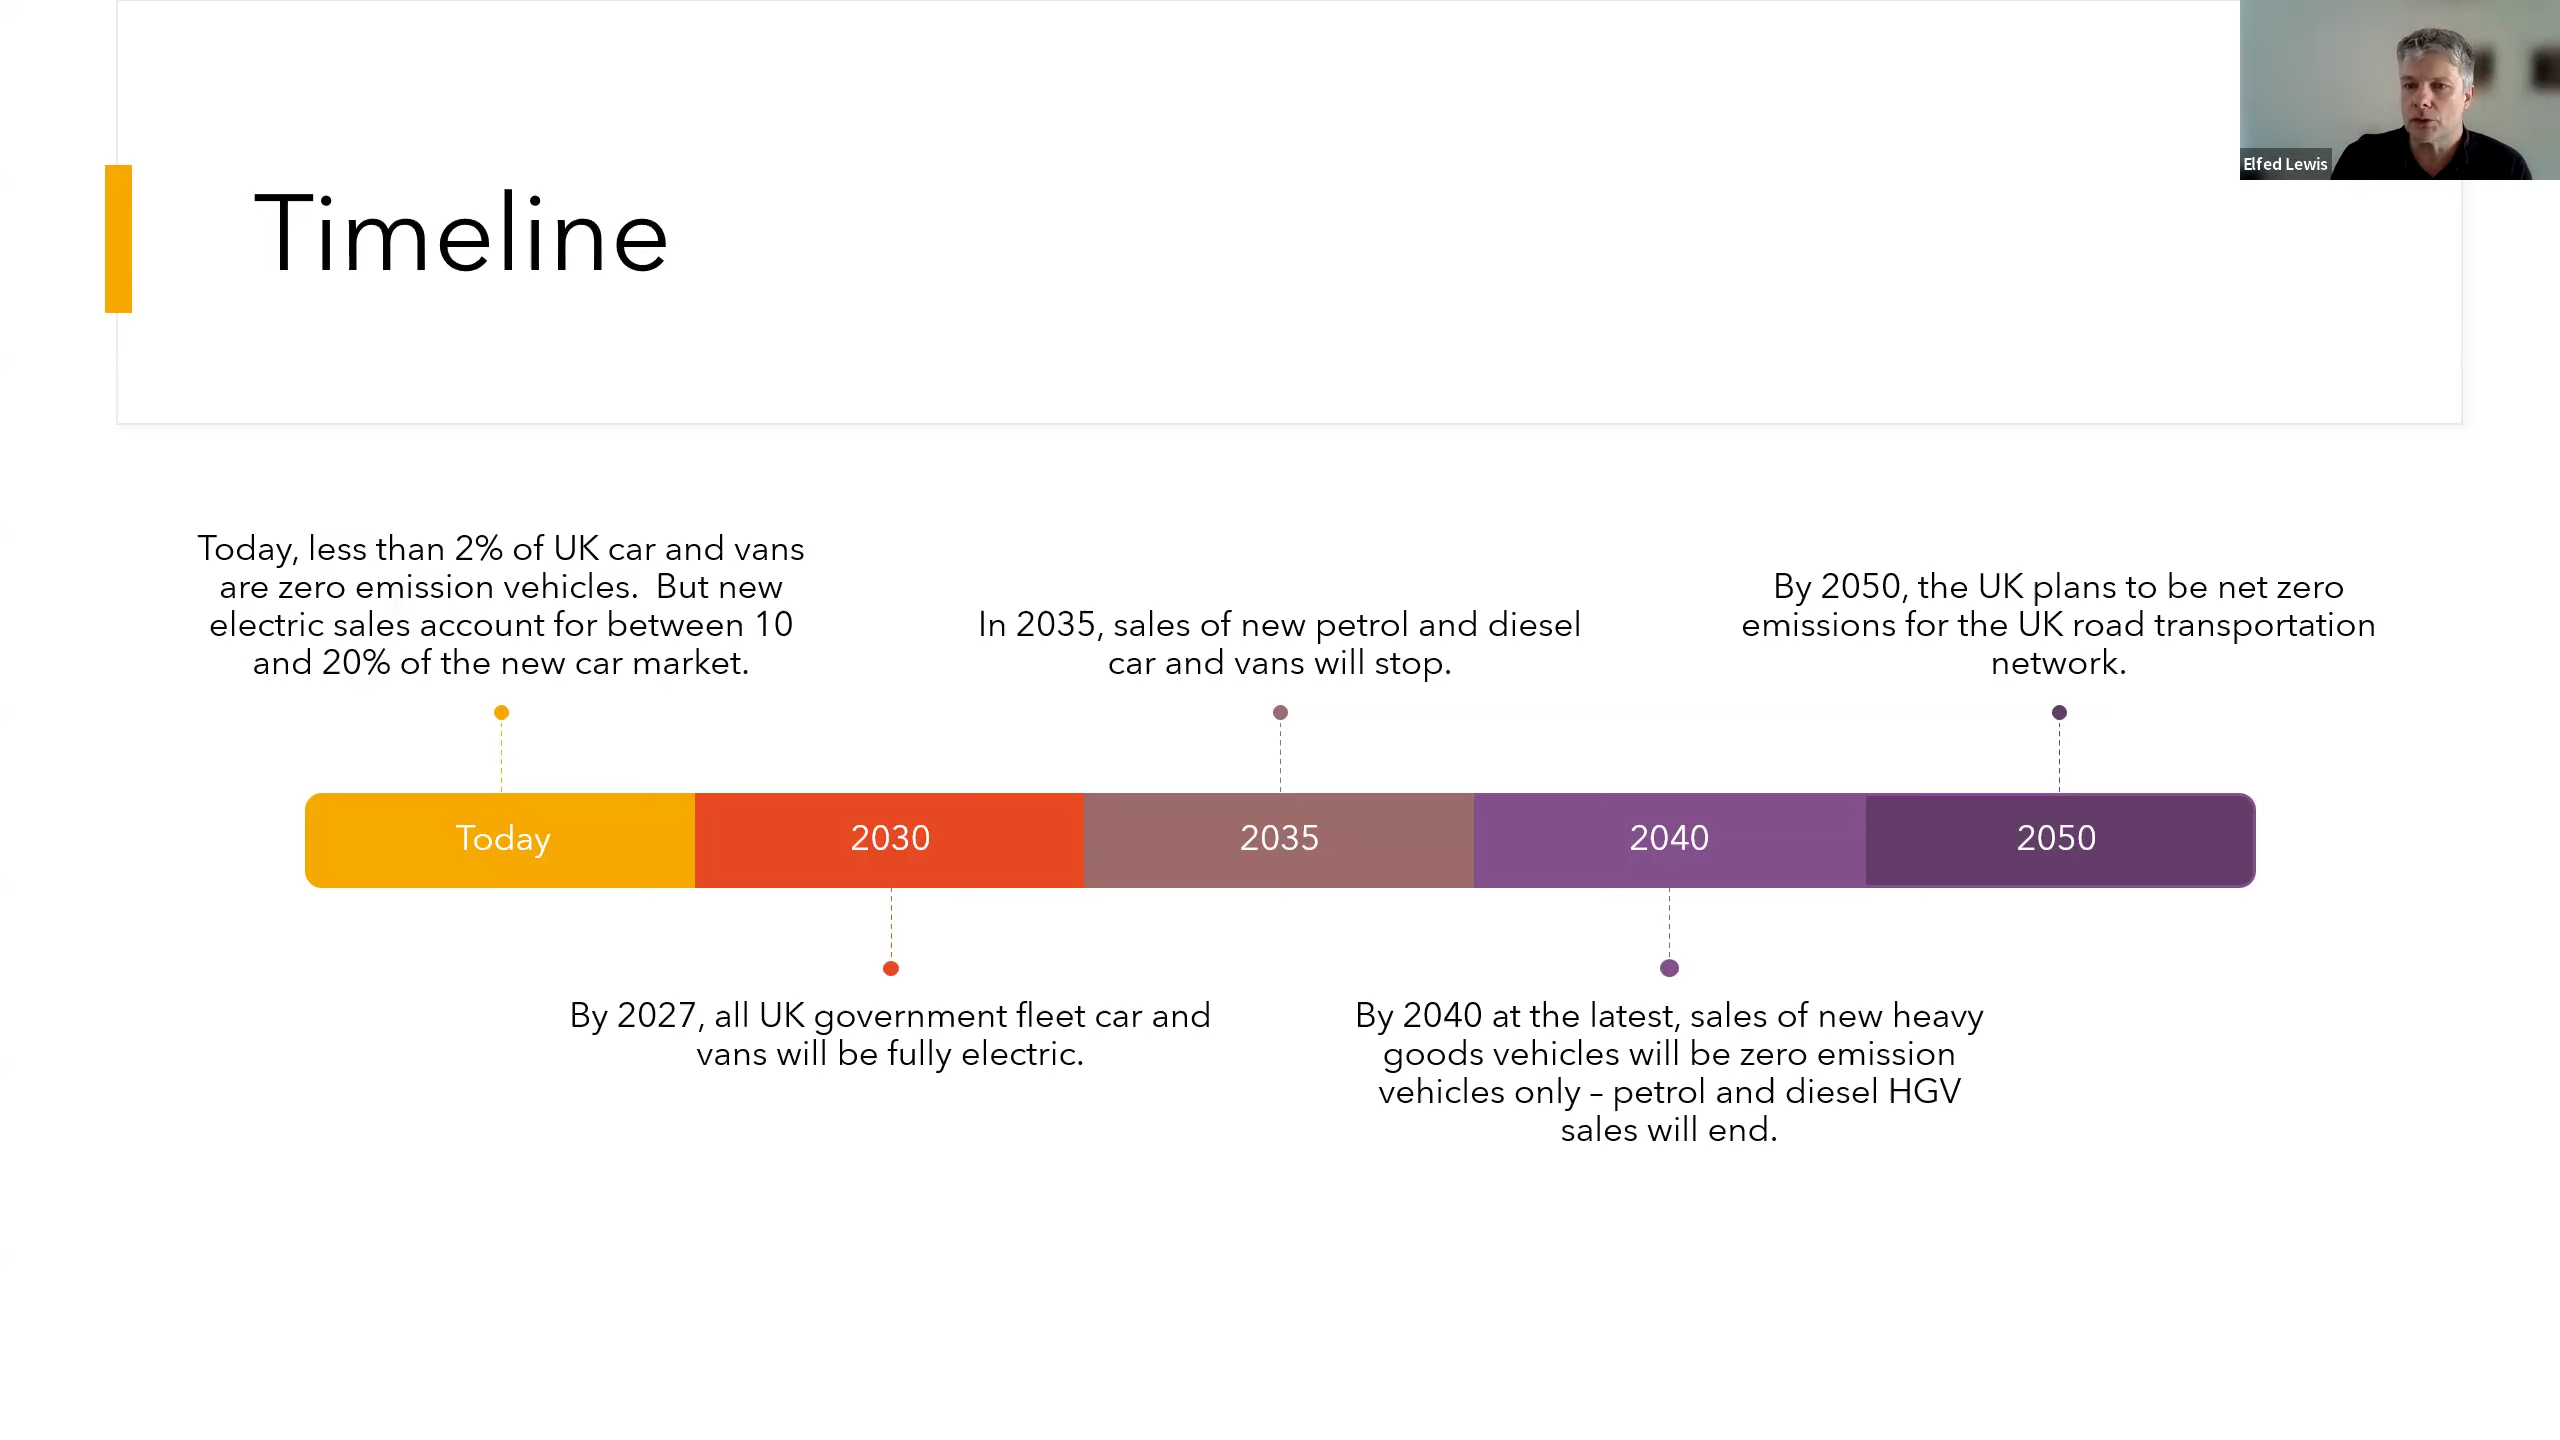 Elfed Lewis
Timeline
Today, less than 2% of UK car and vans
are zero emission vehicles.  But new
electric sales account for between 10
and 20% of the new car market.
In 2035, sales of new petrol and diesel
car and vans will stop.
By 2050, the UK plans to be net zero
emissions for the UK road transportation
network.
Today
2030
2035
2040
2050
By 2027, all UK government fleet car and
vans will be fully electric.
By 2040 at the latest, sales of new heavy
goods vehicles will be zero emission
vehicles only – petrol and diesel HGV
sales will end.